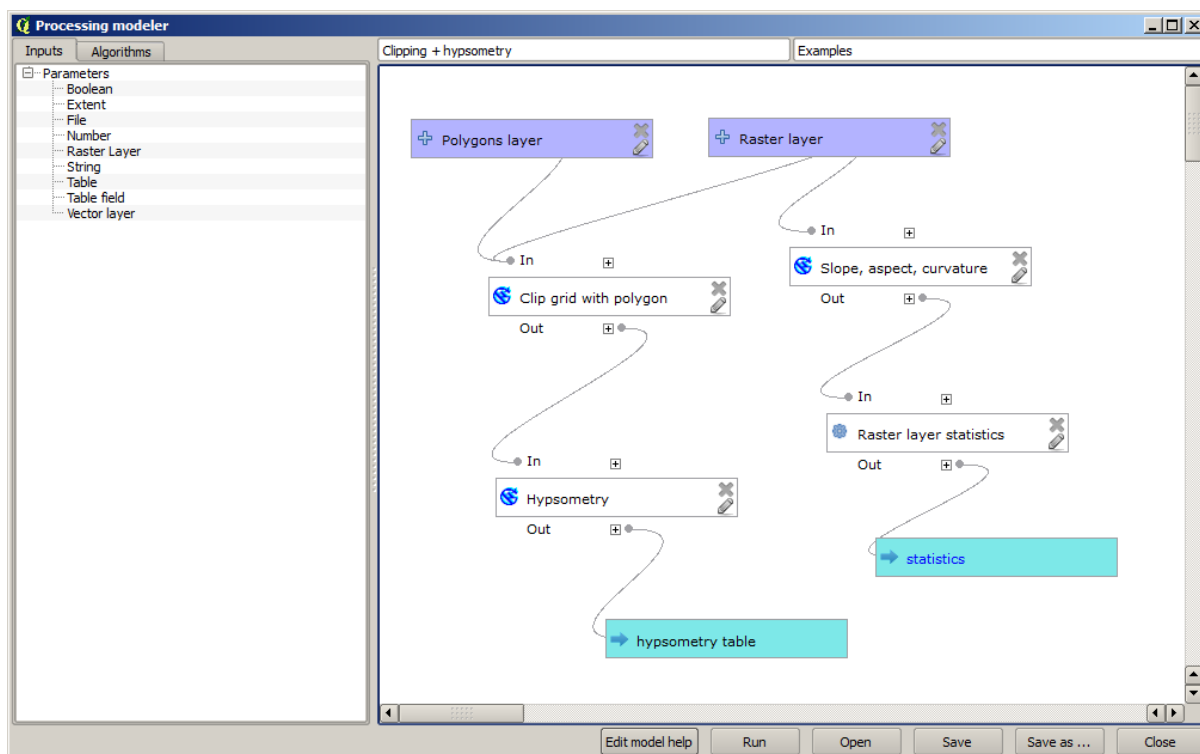 Processing modeler
Inputs
Algorithms
Clipping + hypsometry
Examples
Parameters
Boolean
Extent
File
Number
Raster Layer
String
Table
Table field
Vector layer
Polygons layer
Raster layer
In
Slope, aspect, curvature
Out
In
Clip grid with polygon
Out
In
Raster layer statistics
Out
In
Hypsometry
Out
statistics
hypsometry table
Edit model help
Run
Open
Save
Save as ...
Close